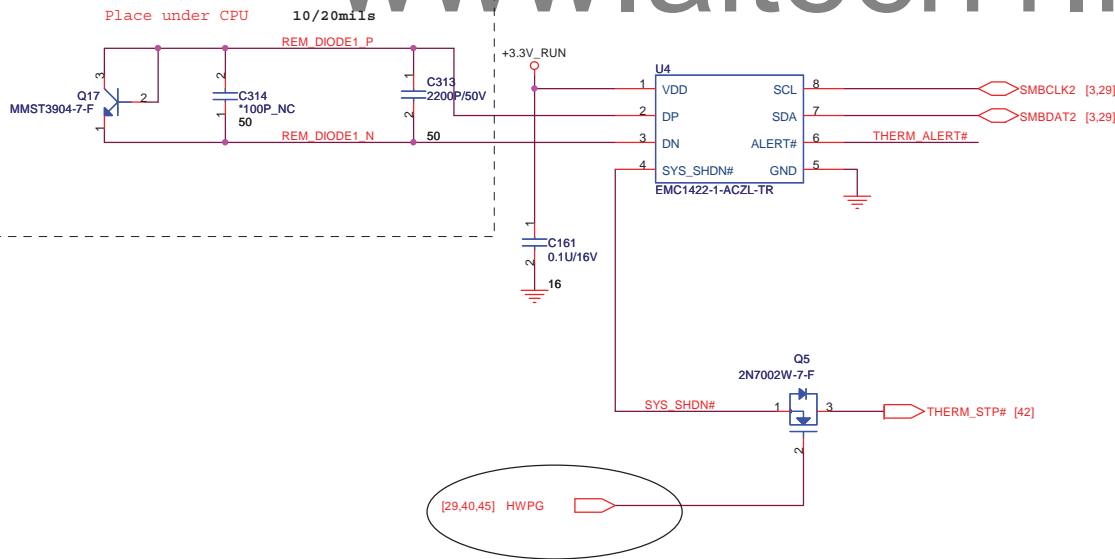 www.aitech
Place under CPU 10/20mils
REM_DIODE1_P
+3.3V_RUN
U4
3
Q17
MMST3904-7-F
2
1
2
C314
*100P_NC
50
1
1
C313
2200P/50V
2
50
REM_DIODE1_N
1 VDD SCL 8 SMBCLK2 [3,29]
2 DP SDA 7 SMBDAT2 [3,29]
3 DN ALERT# 6 THERM_ALERT#
4 SYS_SHDN# GND 5
EMC1422-1-ACZL-TR
1
C161
0.1U/16V
2
16
Q5
2N7002W-7-F
SYS_SHDN# 1 3 THERM_STP# [42]
2
[29,40,45] HWPG